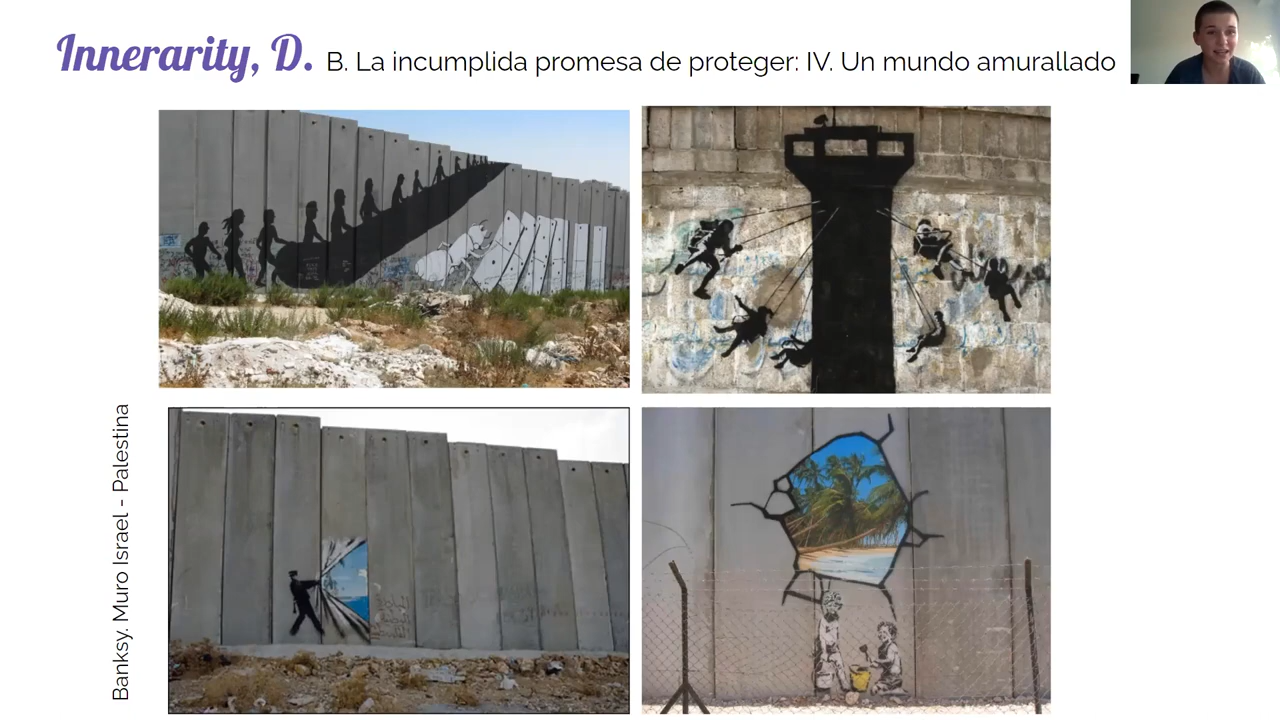 Innerarity, D. B. La incumplida promesa de proteger: IV. Un mundo amurallado
Banksy. Muro Israel - Palestina